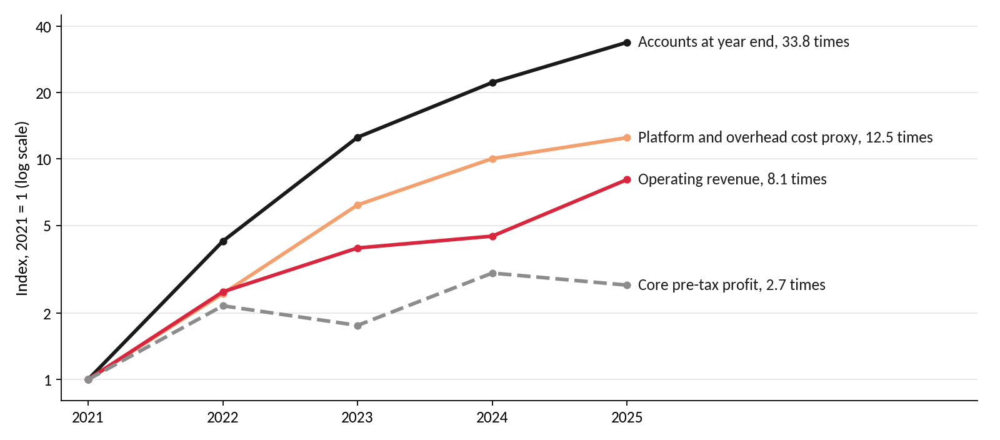 40
Accounts at year end, 33.8 times
20
Platform and overhead cost proxy, 12.5 times
10
Operating revenue, 8.1 times
5
Core pre-tax profit, 2.7 times
2
1
Index, 2021 = 1 (log scale)
2021 2022 2023 2024 2025